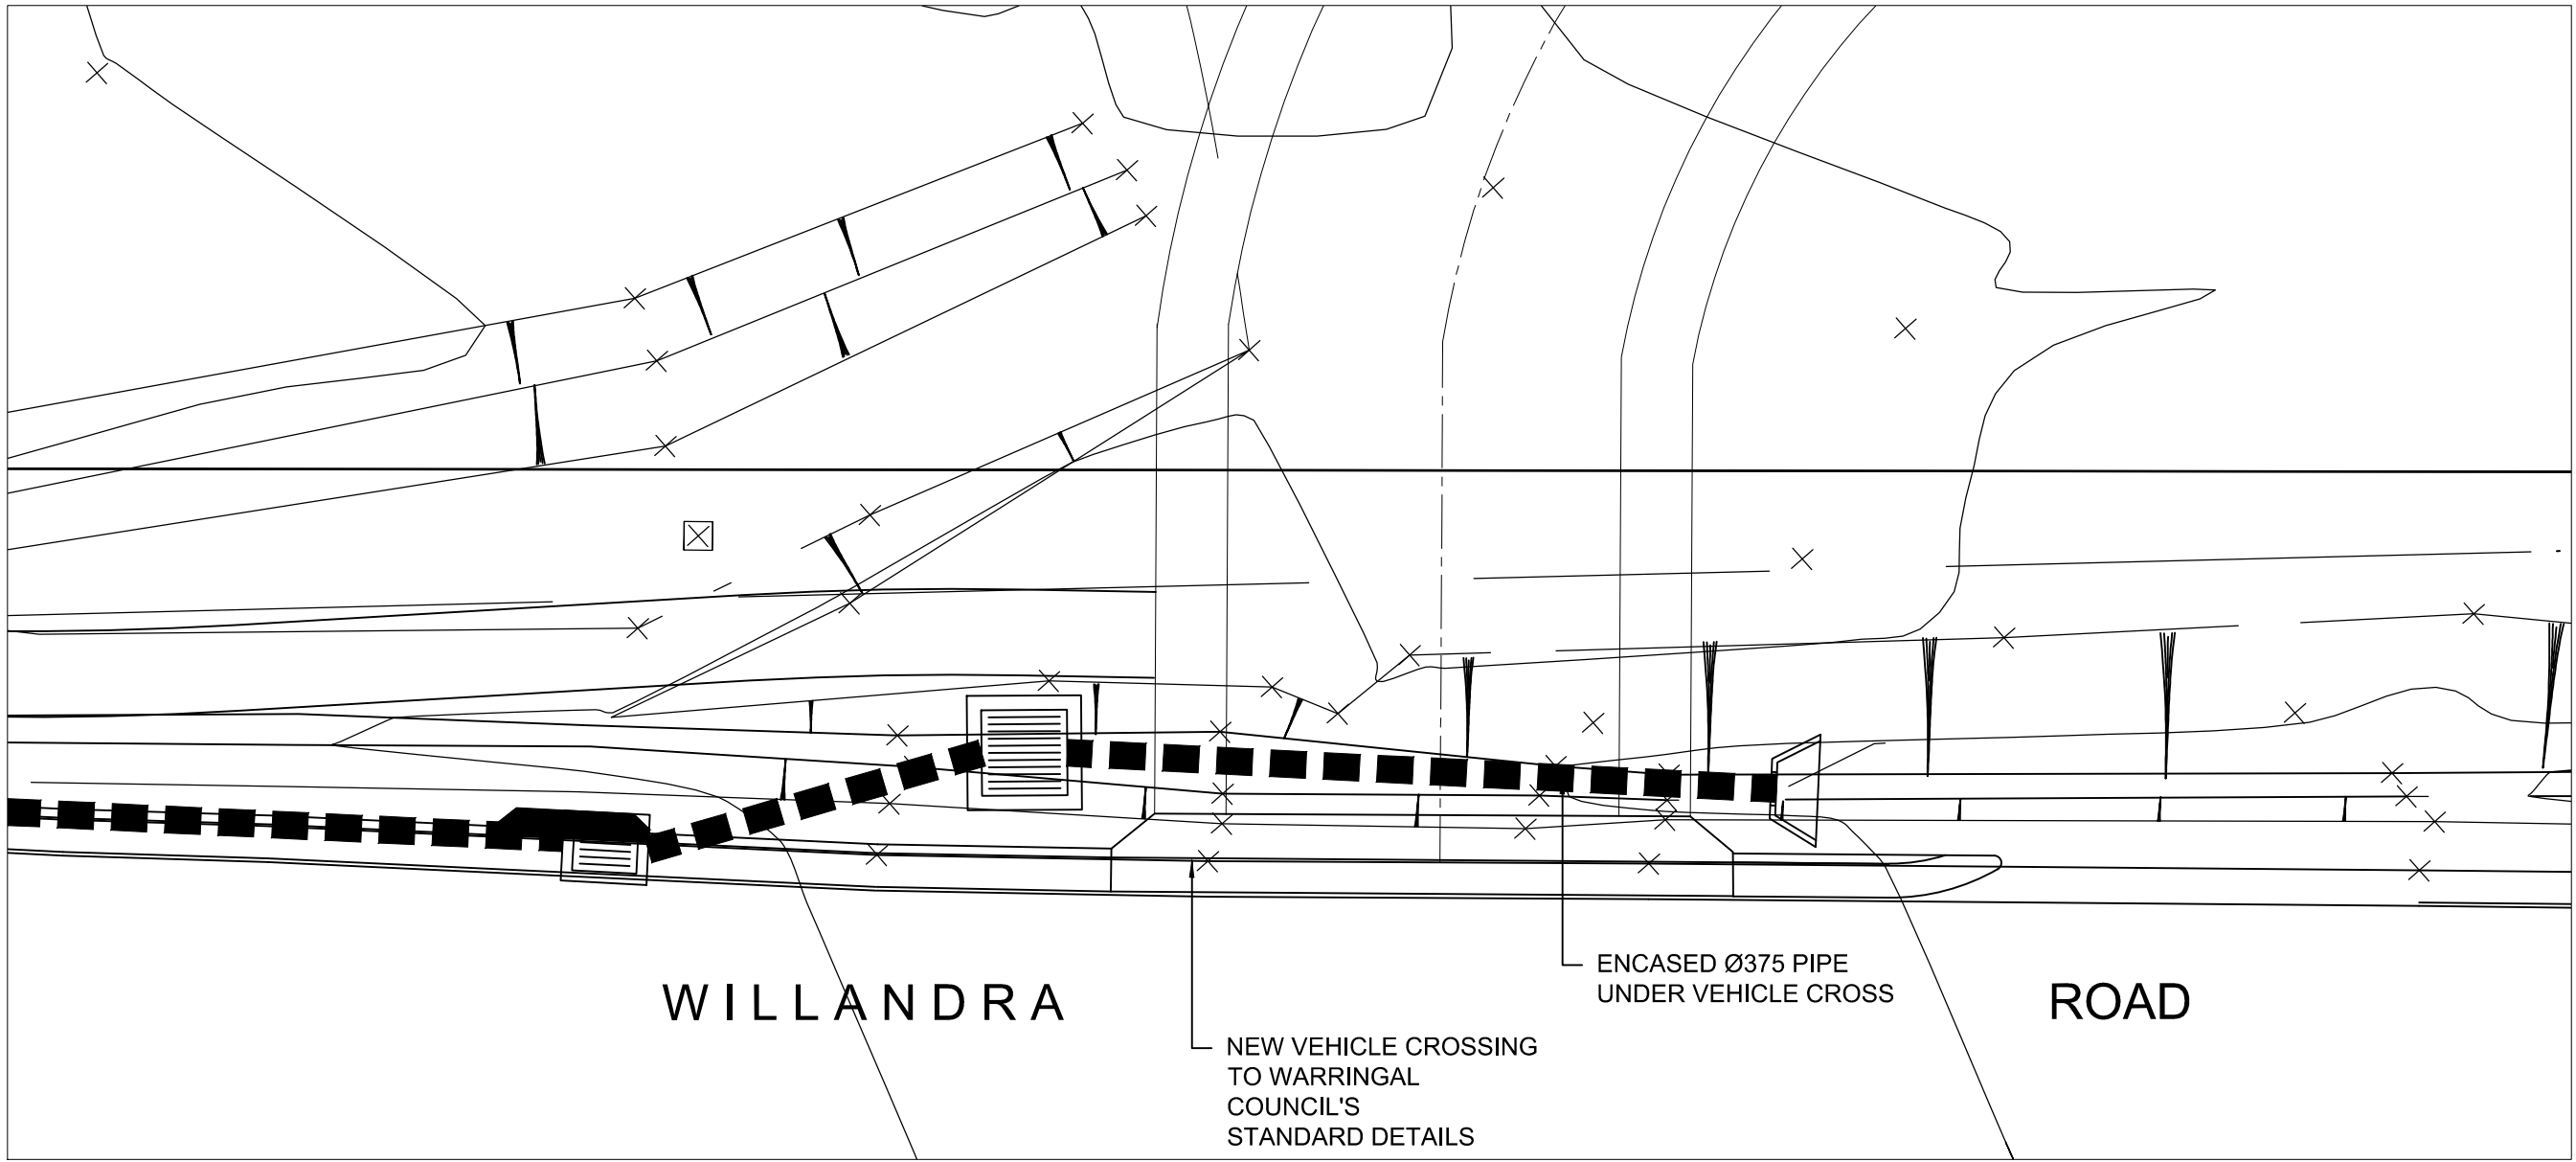 ENCASED Ø375 PIPE
UNDER VEHICLE CROSS
WILLANDRA ROAD
NEW VEHICLE CROSSING
TO WARRINGAL
COUNCIL'S
STANDARD DETAILS